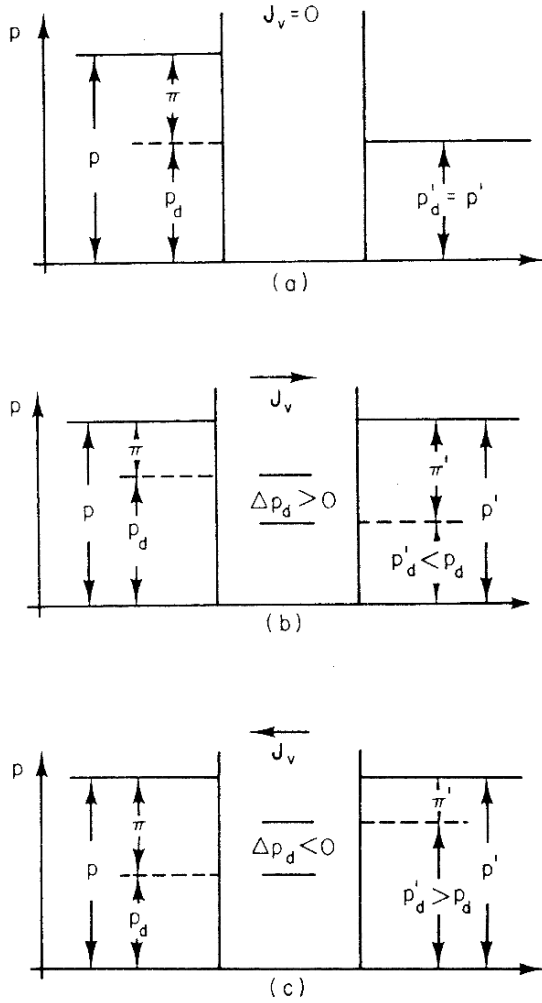 p
J_v = 0
π
p
p_d
p'_d = p'
(a)
J_v
p
π
π'
p
Δp_d > 0
p'
p_d
p'_d < p_d
(b)
J_v
p
π'
π
p
Δp_d < 0
p'
p'_d > p_d
p_d
(c)